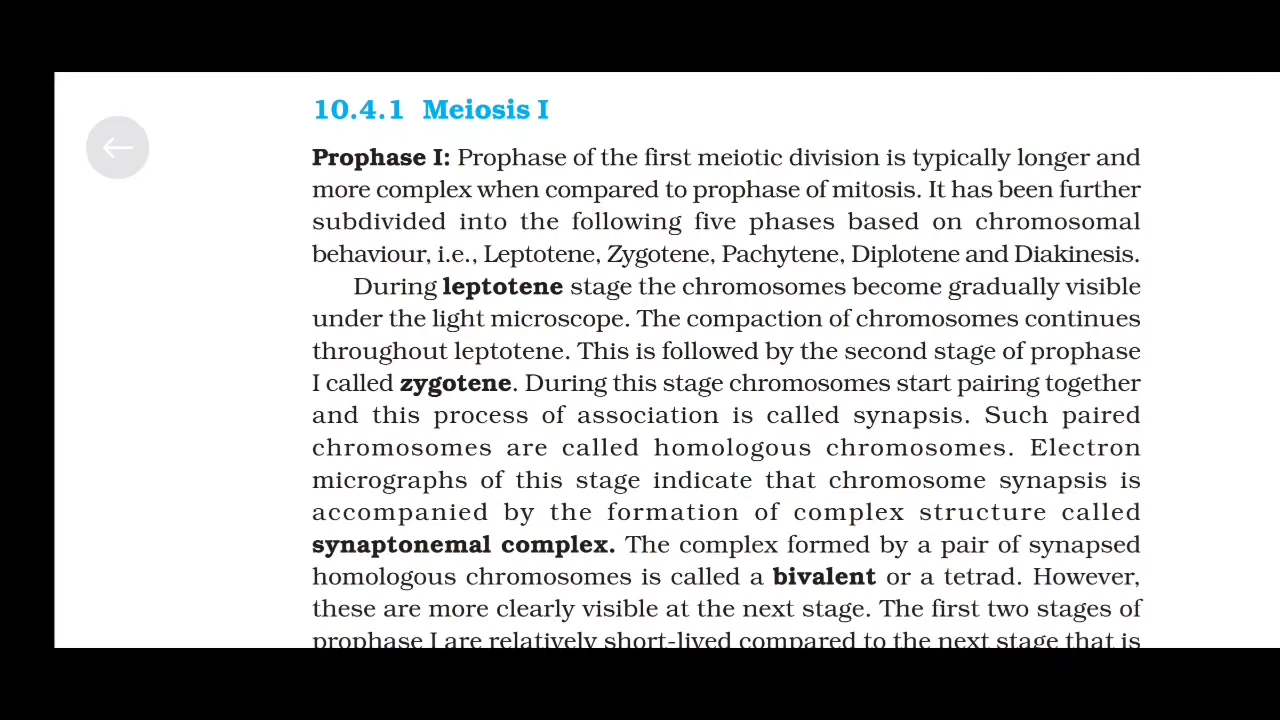 10.4.1 Meiosis I
Prophase I: Prophase of the first meiotic division is typically longer and
more complex when compared to prophase of mitosis. It has been further
subdivided into the following five phases based on chromosomal
behaviour, i.e., Leptotene, Zygotene, Pachytene, Diplotene and Diakinesis.
During leptotene stage the chromosomes become gradually visible
under the light microscope. The compaction of chromosomes continues
throughout leptotene. This is followed by the second stage of prophase
I called zygotene. During this stage chromosomes start pairing together
and this process of association is called synapsis. Such paired
chromosomes are called homologous chromosomes. Electron
micrographs of this stage indicate that chromosome synapsis is
accompanied by the formation of complex structure called
synaptonemal complex. The complex formed by a pair of synapsed
homologous chromosomes is called a bivalent or a tetrad. However,
these are more clearly visible at the next stage. The first two stages of
prophase I are relatively short-lived compared to the next stage that is